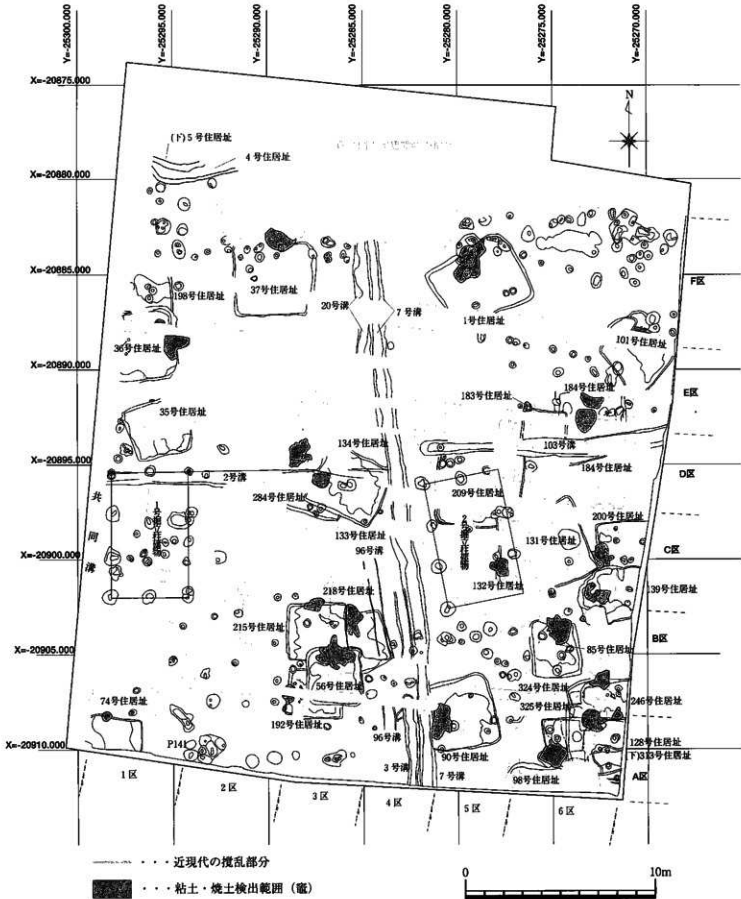 Y=-25300.000
Y=-25295.000
Y=-25290.000
Y=-25285.000
Y=-25280.000
Y=-25275.000
Y=-25270.000
X=-20875.000
N
(下)5号住居址
4号住居址
X=-20880.000
X=-20885.000
F区
198号住居址
37号住居址
20号溝
7号溝
1号住居址
101号住居址
36号住居址
X=-20890.000
184号住居址
E区
183号住居址
35号住居址
134号住居址
103号溝
X=-20895.000
2号溝
184号住居址
D区
284号住居址
209号住居址
共同溝
1号掘立柱建物
2号掘立柱建物
133号住居址
200号住居址
131号住居址
96号溝
C区
X=-20900.000
132号住居址
139号住居址
218号住居址
215号住居址
B区
X=-20905.000
85号住居址
56号住居址
324号住居址
74号住居址
325号住居址
246号住居址
192号住居址
P141
96号溝
128号住居址
X=-20910.000
90号住居址
(下)313号住居址
3号溝
7号溝
98号住居址
A区
1区
2区
3区
4区
5区
6区
・・・近現代の攪乱部分
・・・粘土・焼土検出範囲（竈）
0
10m